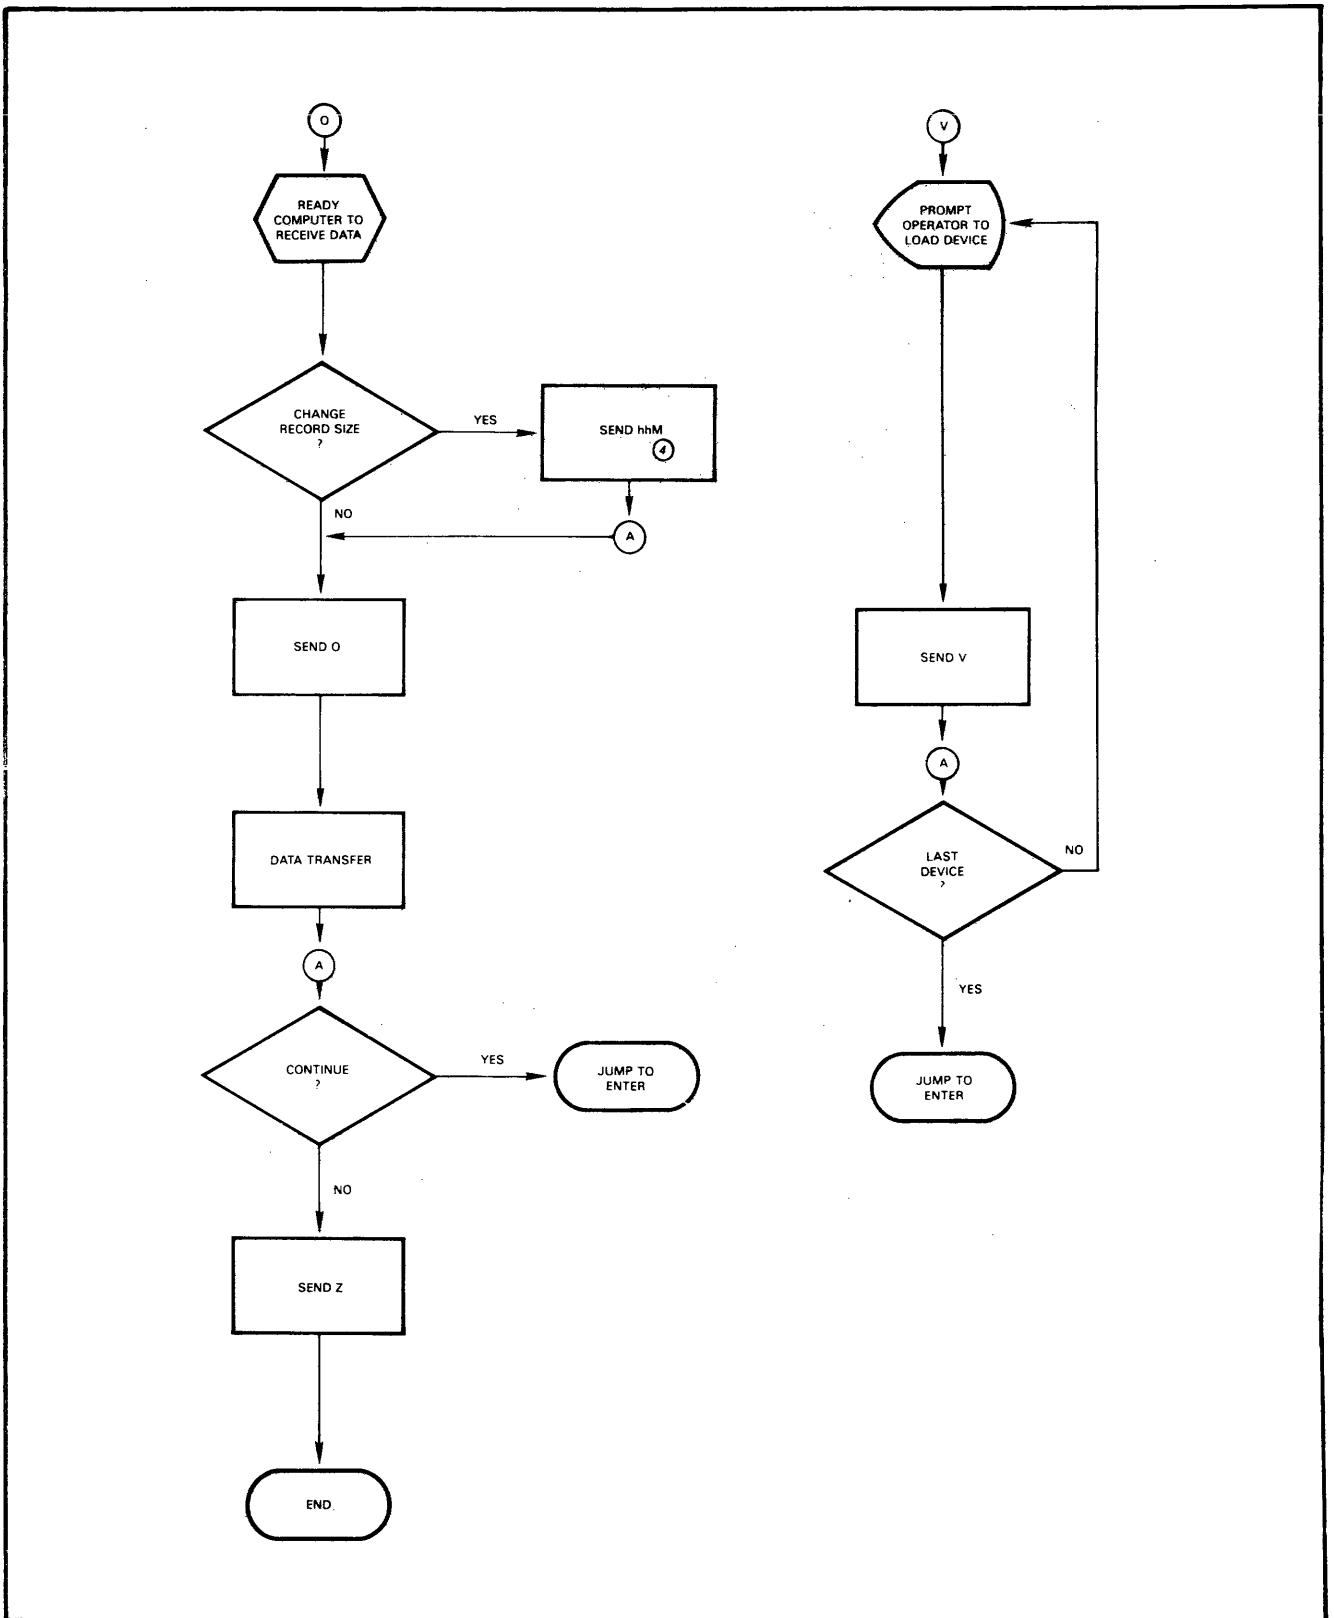 O
READY
COMPUTER TO
RECEIVE DATA
CHANGE
RECORD SIZE
?
YES
SEND hhM
4
NO
A
SEND O
DATA TRANSFER
A
CONTINUE
?
YES
JUMP TO
ENTER
NO
SEND Z
END
V
PROMPT
OPERATOR TO
LOAD DEVICE
SEND V
A
LAST
DEVICE
?
NO
YES
JUMP TO
ENTER